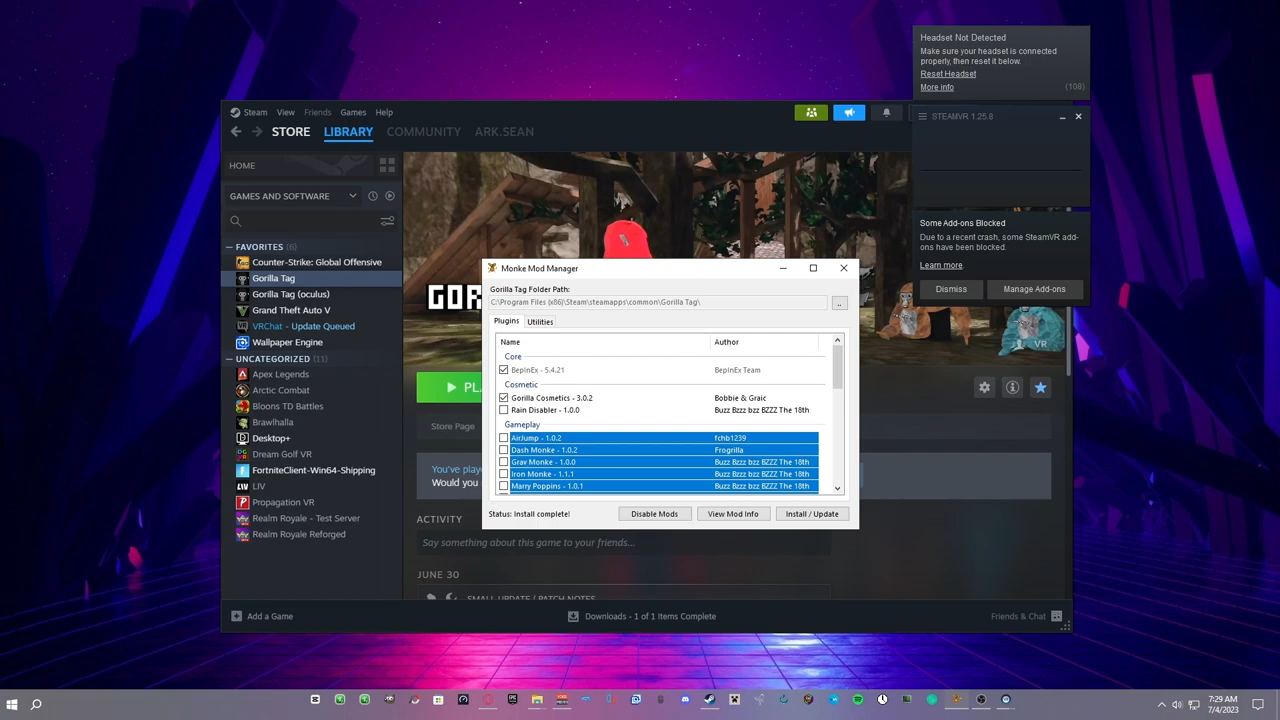 Headset Not Detected
Make sure your headset is connected
properly, then reset it below.
Reset Headset
More info
(108)
Steam
View
Friends
Games
Help
STEAMVR 1.25.8
STORE
LIBRARY
COMMUNITY
ARK.SEAN
HOME
GAMES AND SOFTWARE
FAVORITES (6)
Counter-Strike: Global Offensive
Gorilla Tag
Gorilla Tag (oculus)
Grand Theft Auto V
VRChat - Update Queued
Wallpaper Engine
UNCATEGORIZED (11)
Apex Legends
Arctic Combat
Bloons TD Battles
Brawlhalla
Desktop+
Dream Golf VR
FortniteClient-Win64-Shipping
LIV
Propagation VR
Realm Royale - Test Server
Realm Royale Reforged
Some Add-ons Blocked
Due to a recent crash, some SteamVR add-
ons have been blocked.
Learn more.
Dismiss
Manage Add-ons
VR
GOR
PL
Store Page
You've play
Would you
Monke Mod Manager
Gorilla Tag Folder Path:
C:\Program Files (x86)\Steam\steamapps\common\Gorilla Tag\
..
Plugins
Utilities
Name
Author
Core
BepinEx - 5.4.21
BepInEx Team
Cosmetic
Gorilla Cosmetics - 3.0.2
Bobbie & Graic
Rain Disabler - 1.0.0
Buzz Bzzz bzz BZZZ The 18th
Gameplay
AirJump - 1.0.2
fchb1239
Dash Monke - 1.0.2
Frogrilla
Grav Monke - 1.0.0
Buzz Bzzz bzz BZZZ The 18th
Iron Monke - 1.1.1
Buzz Bzzz bzz BZZZ The 18th
Marry Poppins - 1.0.1
Buzz Bzzz bzz BZZZ The 18th
Status: Install complete!
Disable Mods
View Mod Info
Install / Update
ACTIVITY
Say something about this game to your friends...
JUNE 30
SMALL UPDATE / PATCH NOTES
Add a Game
Downloads - 1 of 1 Items Complete
Friends & Chat
7:29 AM
7/4/2023